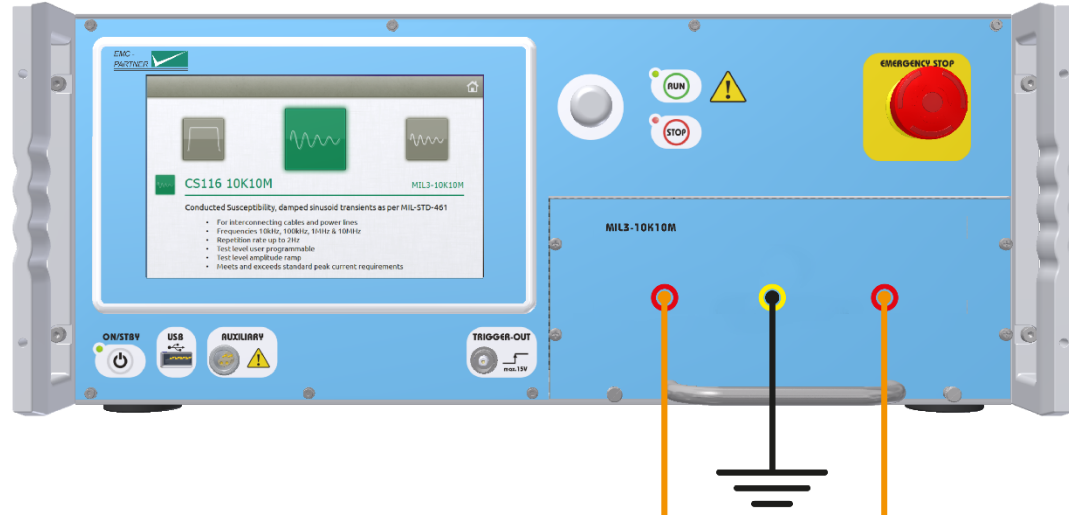 EMC-
PARTNER
CS116 10K10M
MIL3-10K10M
Conducted Susceptibility, damped sinusoid transients as per MIL-STD-461
• For interconnecting cables and power lines
• Frequencies 10kHz, 100kHz, 1MHz & 10MHz
• Repetition rate up to 2Hz
• Test level user programmable
• Test level amplitude ramp
• Meets and exceeds standard peak current requirements
RUN
STOP
EMERGENCY STOP
MIL3-10K10M
ON/STBY
USB
AUXILIARY
TRIGGER-OUT
max.15V